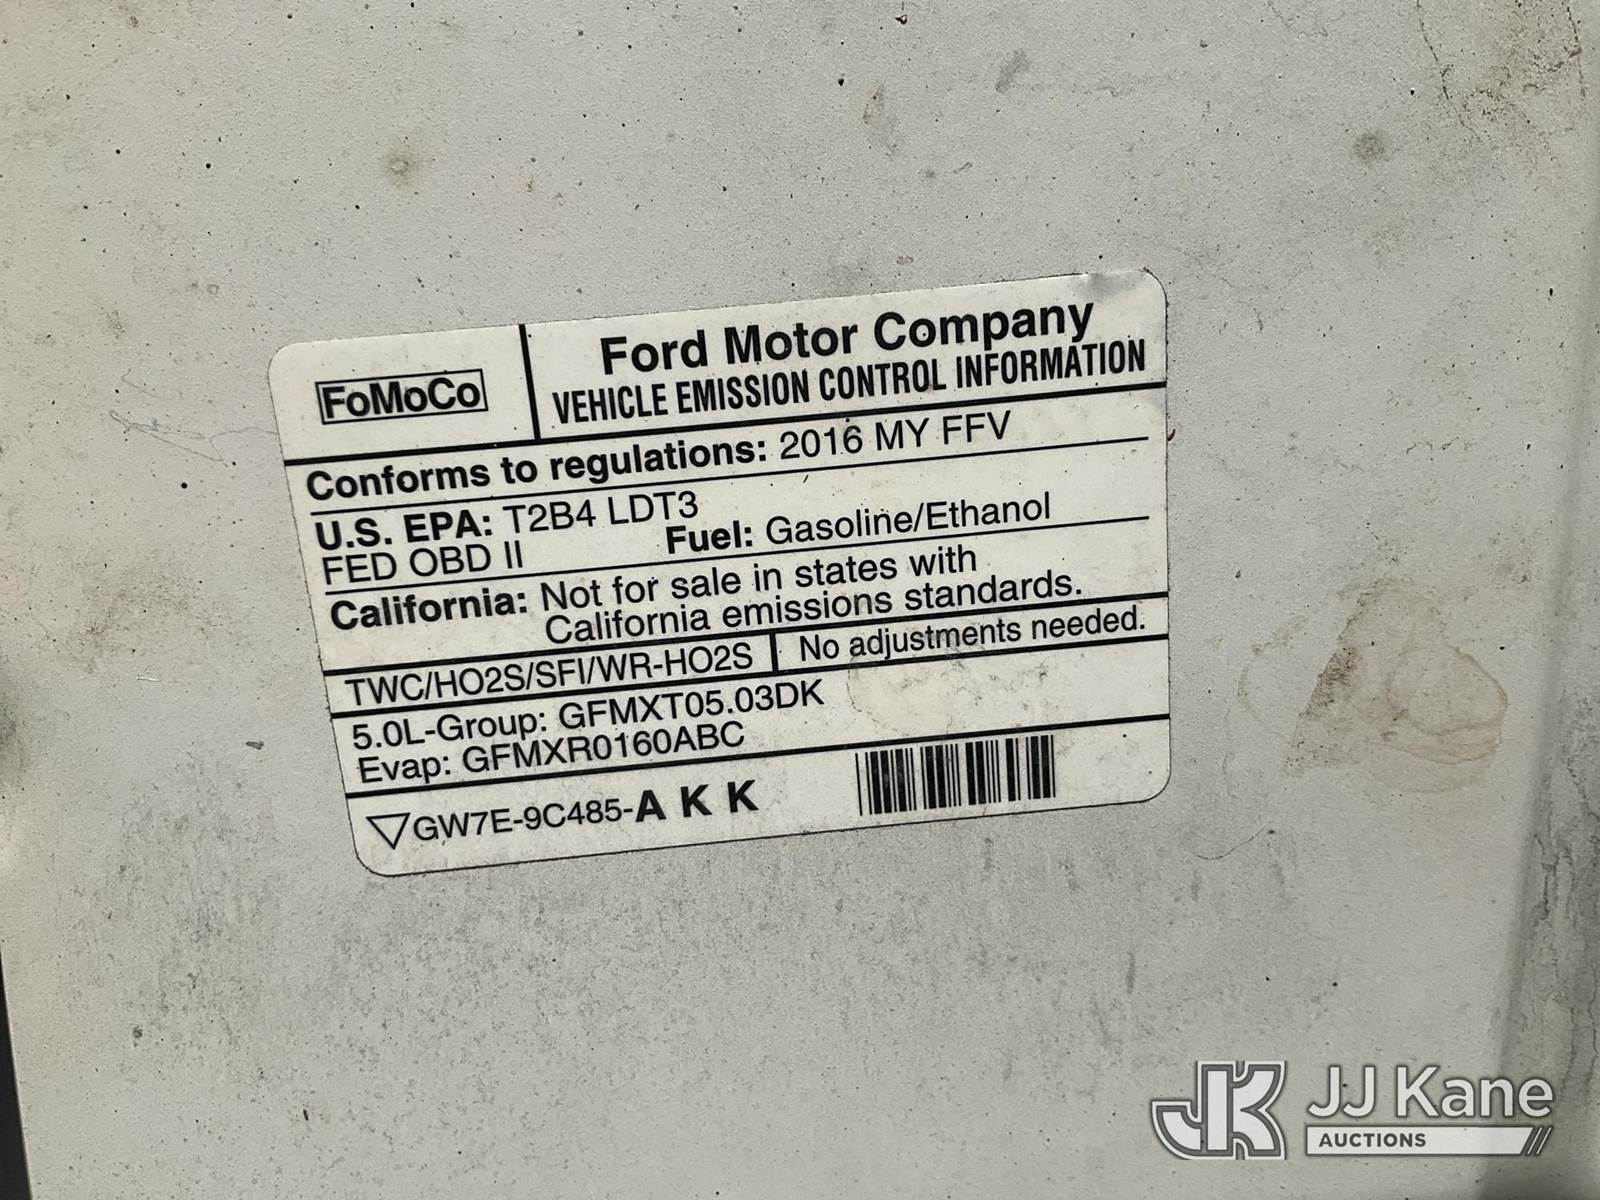 FoMoCo
Ford Motor Company
VEHICLE EMISSION CONTROL INFORMATION
Conforms to regulations: 2016 MY FFV
U.S. EPA: T2B4 LDT3
FED OBD II
Fuel: Gasoline/Ethanol
California: Not for sale in states with
California emissions standards.
TWC/HO2S/SFI/WR-HO2S
No adjustments needed.
5.0L-Group: GFMXT05.03DK
Evap: GFMXR0160ABC
GW7E-9C485-A K K
JK JJ Kane
AUCTIONS